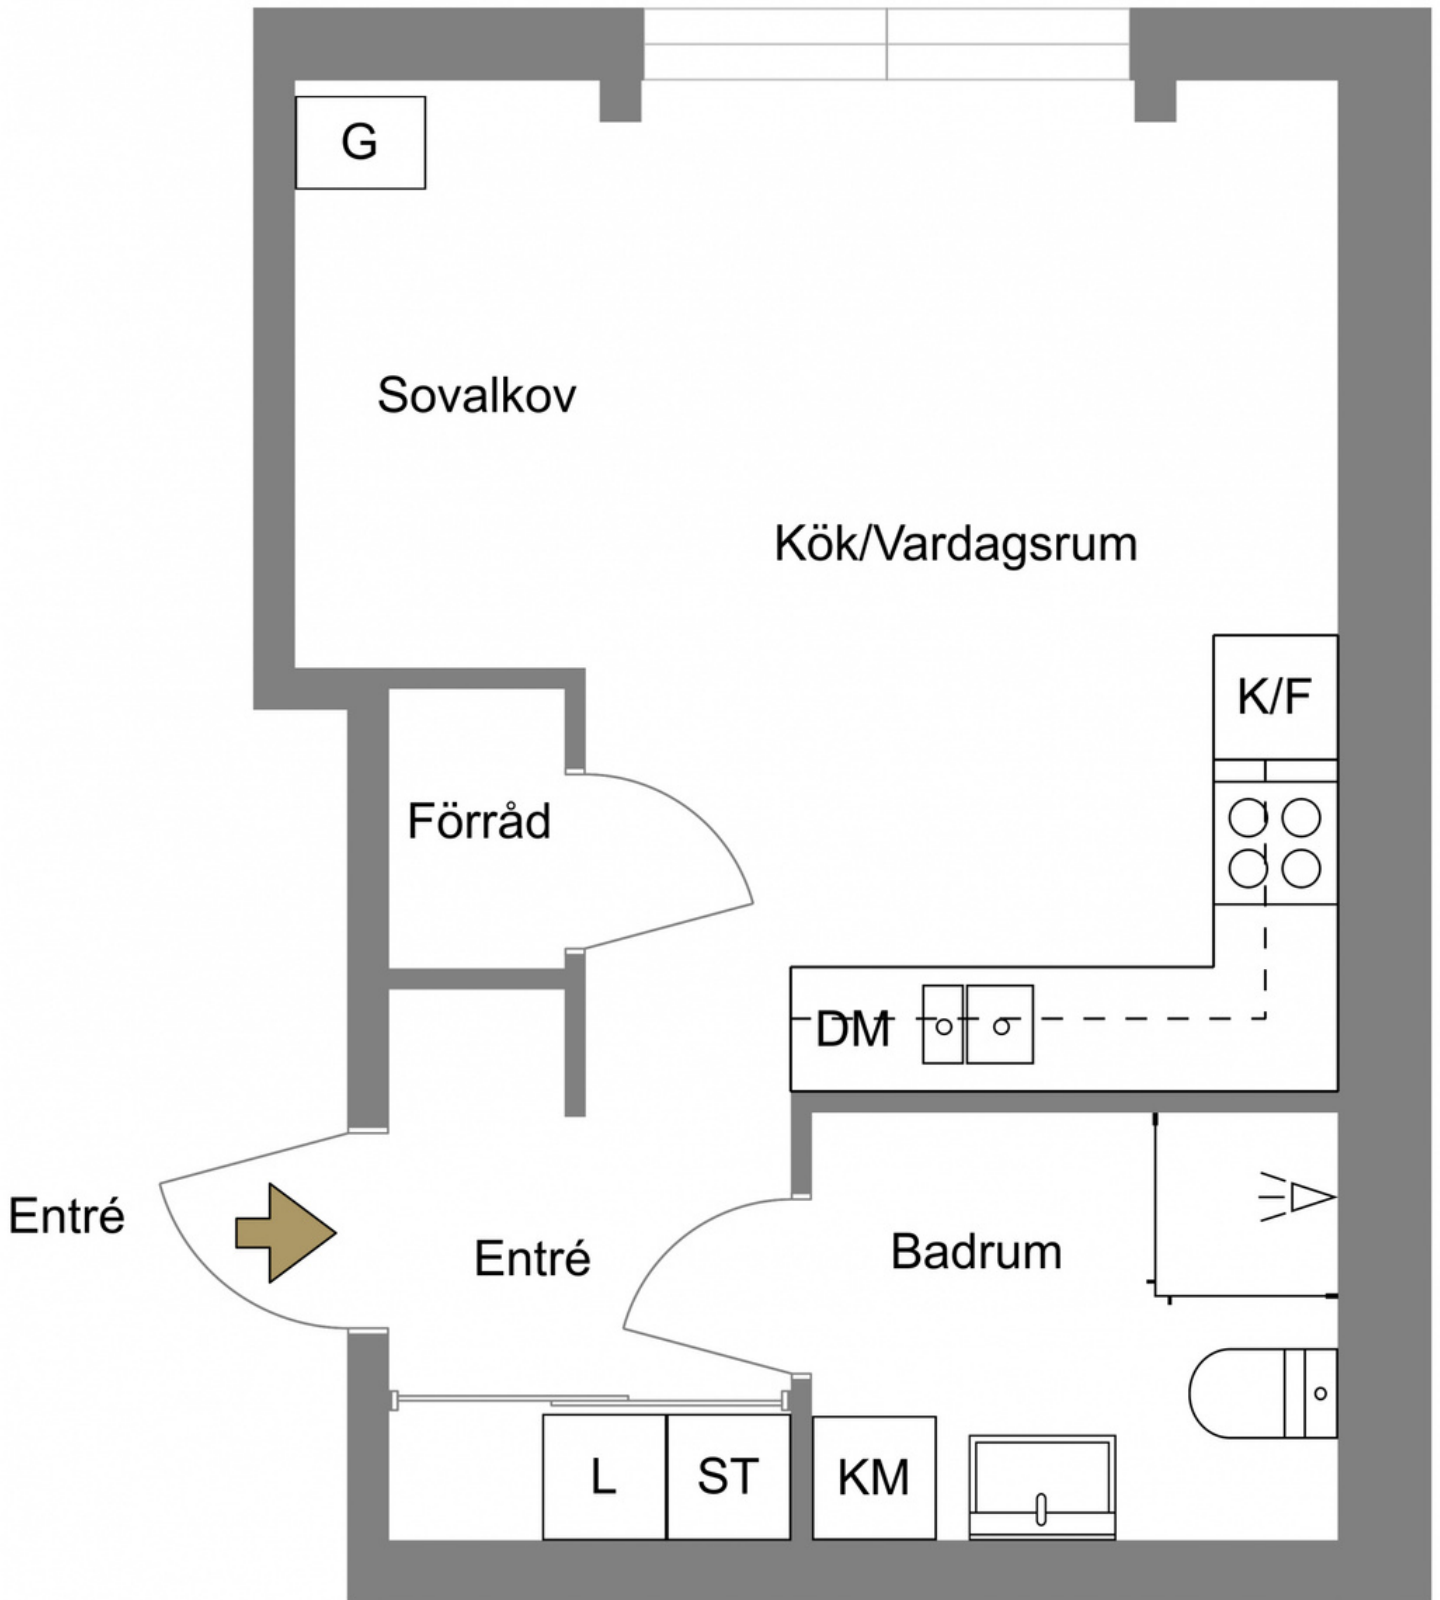 G
Sovalkov
Kök/Vardagsrum
K/F
Förråd
DM
Entré
Entré
Badrum
L
ST
KM